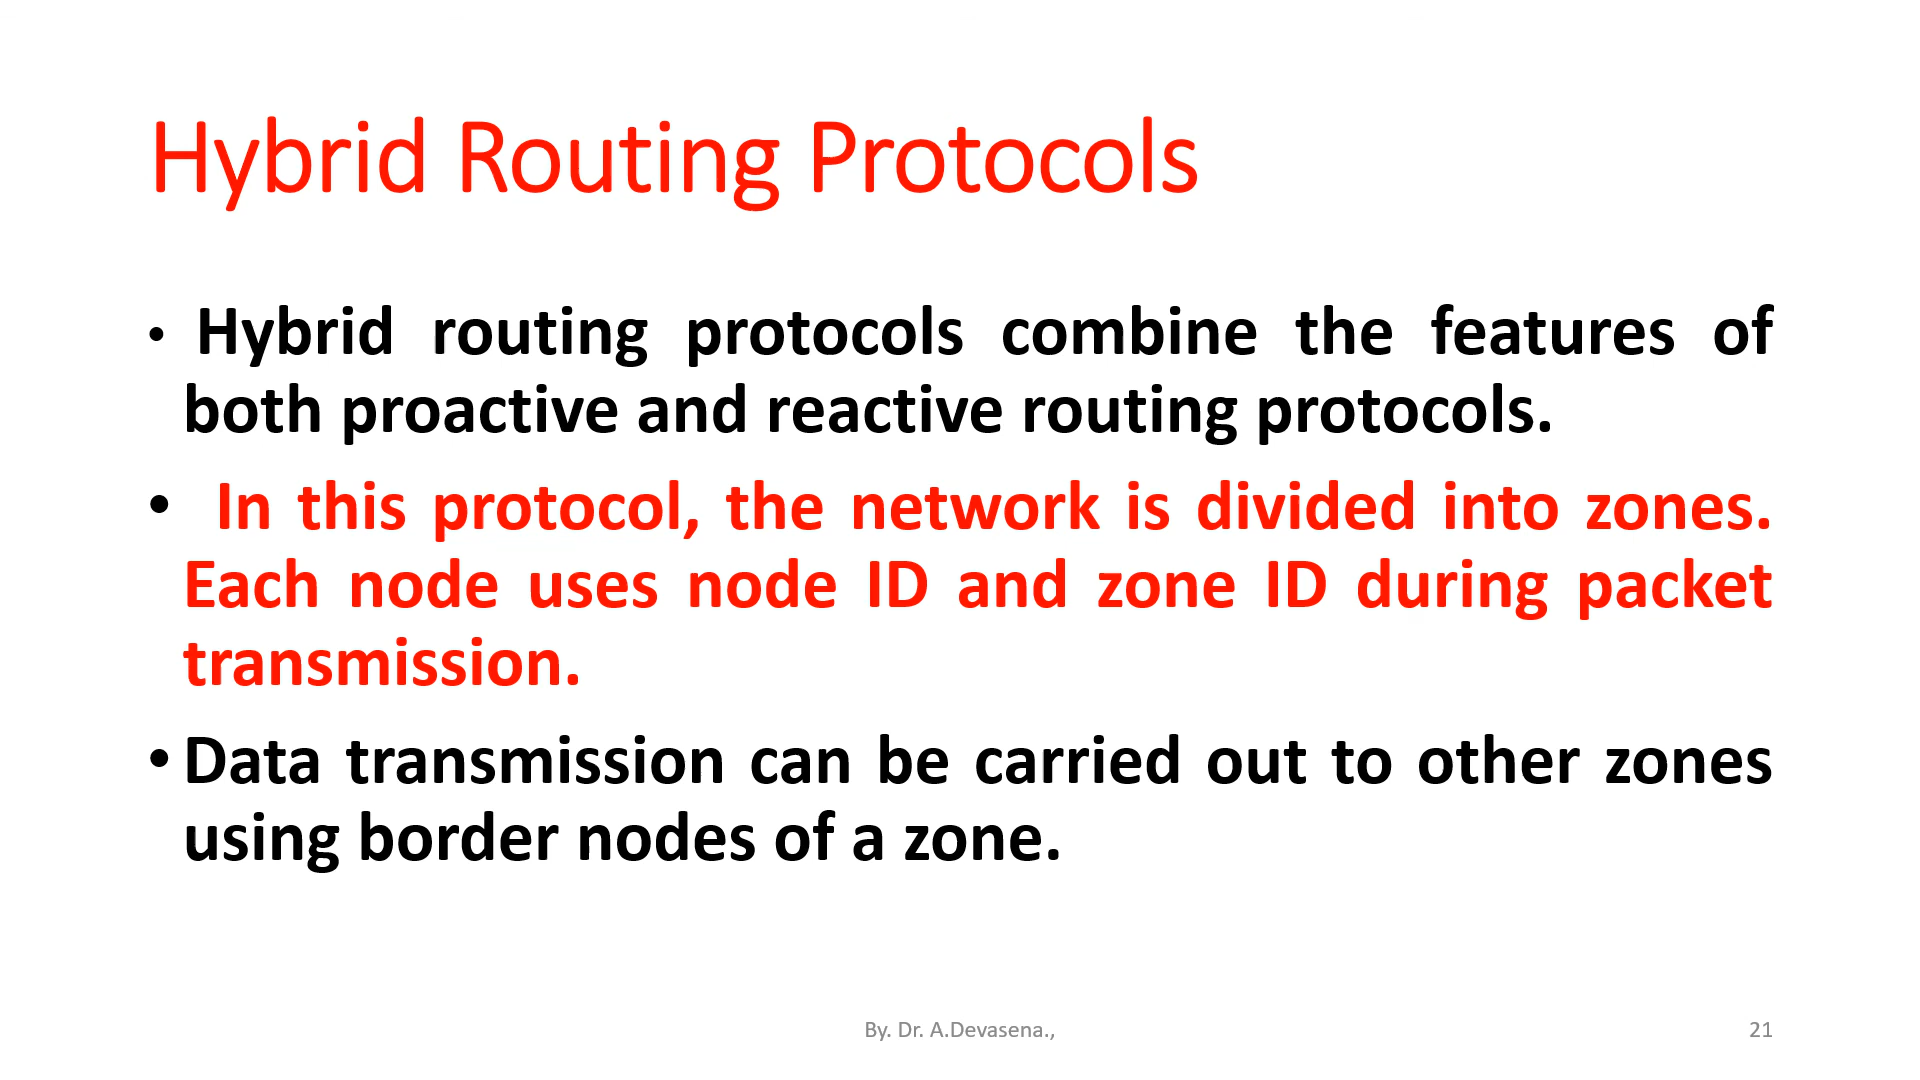 Hybrid Routing Protocols
• Hybrid routing protocols combine the features of
both proactive and reactive routing protocols.
• In this protocol, the network is divided into zones.
Each node uses node ID and zone ID during packet
transmission.
• Data transmission can be carried out to other zones
using border nodes of a zone.
By. Dr. A.Devasena.,
21